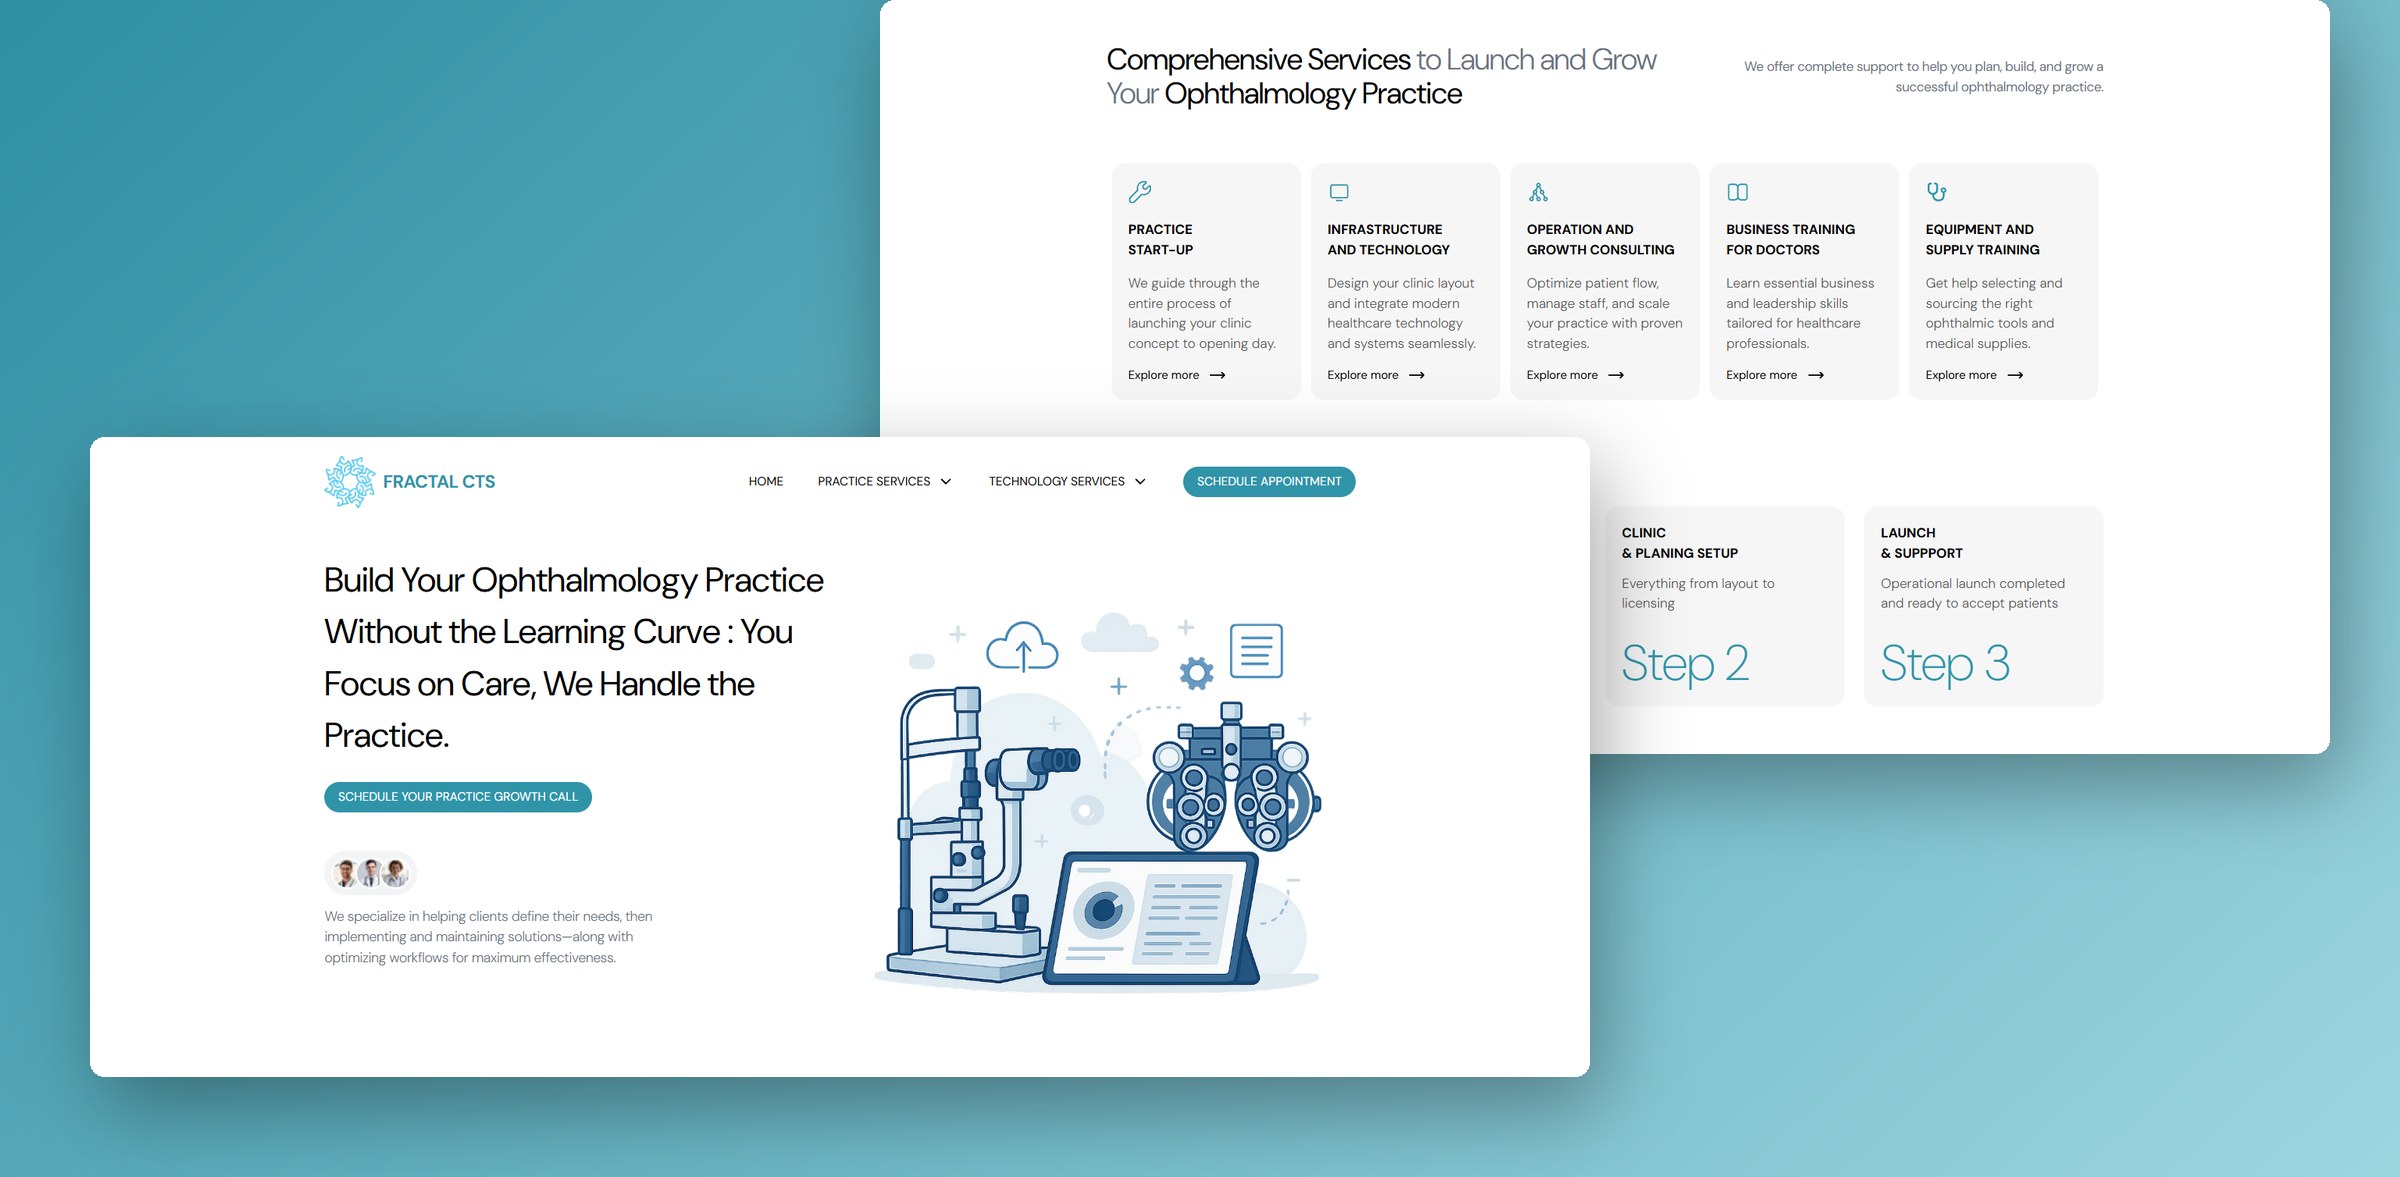 Comprehensive Services to Launch and Grow
Your Ophthalmology Practice
We offer complete support to help you plan, build, and grow a
successful ophthalmology practice.
PRACTICE
START-UP
We guide through the
entire process of
launching your clinic
concept to opening day.
Explore more
INFRASTRUCTURE
AND TECHNOLOGY
Design your clinic layout
and integrate modern
healthcare technology
and systems seamlessly.
Explore more
OPERATION AND
GROWTH CONSULTING
Optimize patient flow,
manage staff, and scale
your practice with proven
strategies.
Explore more
BUSINESS TRAINING
FOR DOCTORS
Learn essential business
and leadership skills
tailored for healthcare
professionals.
Explore more
EQUIPMENT AND
SUPPLY TRAINING
Get help selecting and
sourcing the right
ophthalmic tools and
medical supplies.
Explore more
CLINIC
& PLANING SETUP
Everything from layout to
licensing
Step 2
LAUNCH
& SUPPPORT
Operational launch completed
and ready to accept patients
Step 3
FRACTAL CTS
HOME
PRACTICE SERVICES
TECHNOLOGY SERVICES
SCHEDULE APPOINTMENT
Build Your Ophthalmology Practice
Without the Learning Curve : You
Focus on Care, We Handle the
Practice.
SCHEDULE YOUR PRACTICE GROWTH CALL
We specialize in helping clients define their needs, then
implementing and maintaining solutions—along with
optimizing workflows for maximum effectiveness.